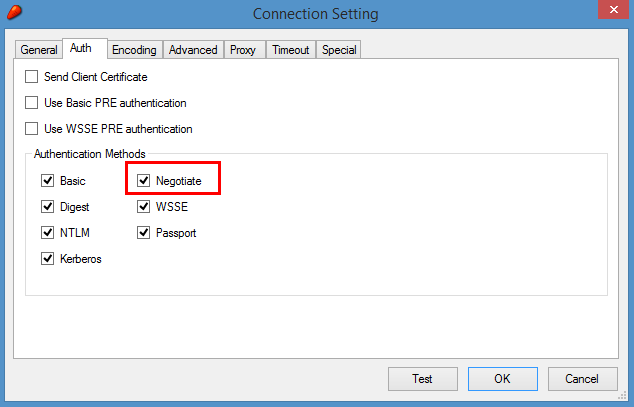 Connection Setting
General Auth Encoding Advanced Proxy Timeout Special
Send Client Certificate
Use Basic PRE authentication
Use WSSE PRE authentication
Authentication Methods
Basic Negotiate
Digest WSSE
NTLM Passport
Kerberos
Test OK Cancel